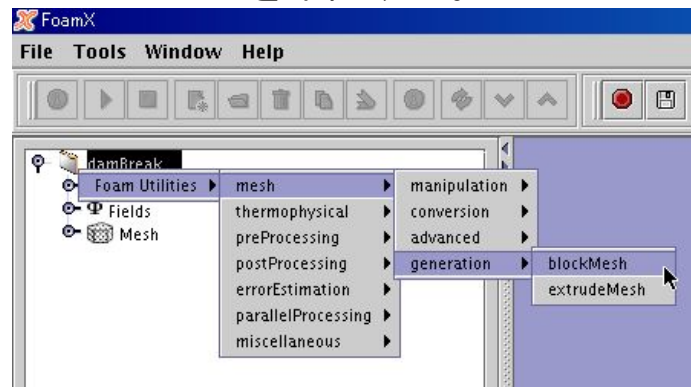 FoamX
File Tools Window Help
damBreak
Foam Utilities mesh manipulation
Fields thermophysical conversion
Mesh preProcessing advanced
postProcessing generation blockMesh
errorEstimation extrudeMesh
parallelProcessing
miscellaneous